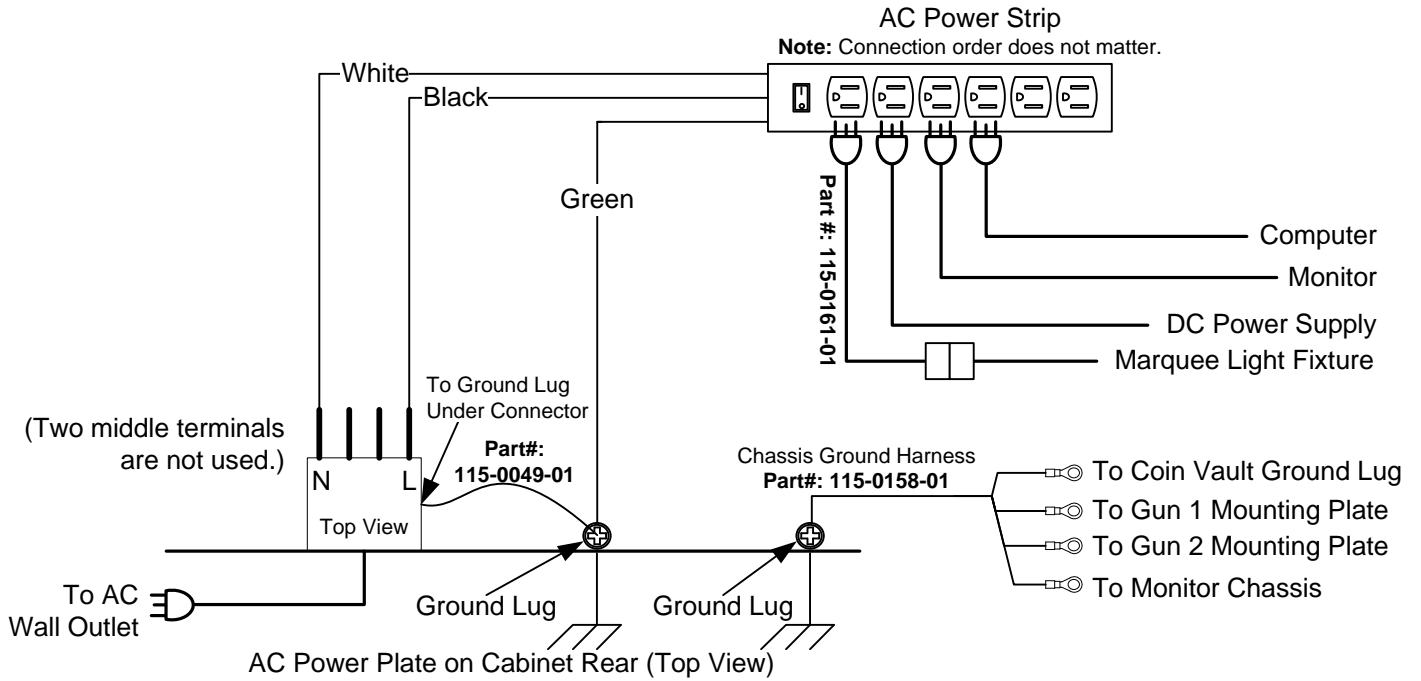 AC Power Strip
Note: Connection order does not matter.
White
Black
Green
Part #: 115-0161-01
Computer
Monitor
DC Power Supply
Marquee Light Fixture
To Ground Lug
Under Connector
(Two middle terminals
are not used.)
Part#:
115-0049-01
N
L
Top View
Chassis Ground Harness
Part#: 115-0158-01
To Coin Vault Ground Lug
To Gun 1 Mounting Plate
To Gun 2 Mounting Plate
To Monitor Chassis
To AC
Wall Outlet
Ground Lug
Ground Lug
AC Power Plate on Cabinet Rear (Top View)